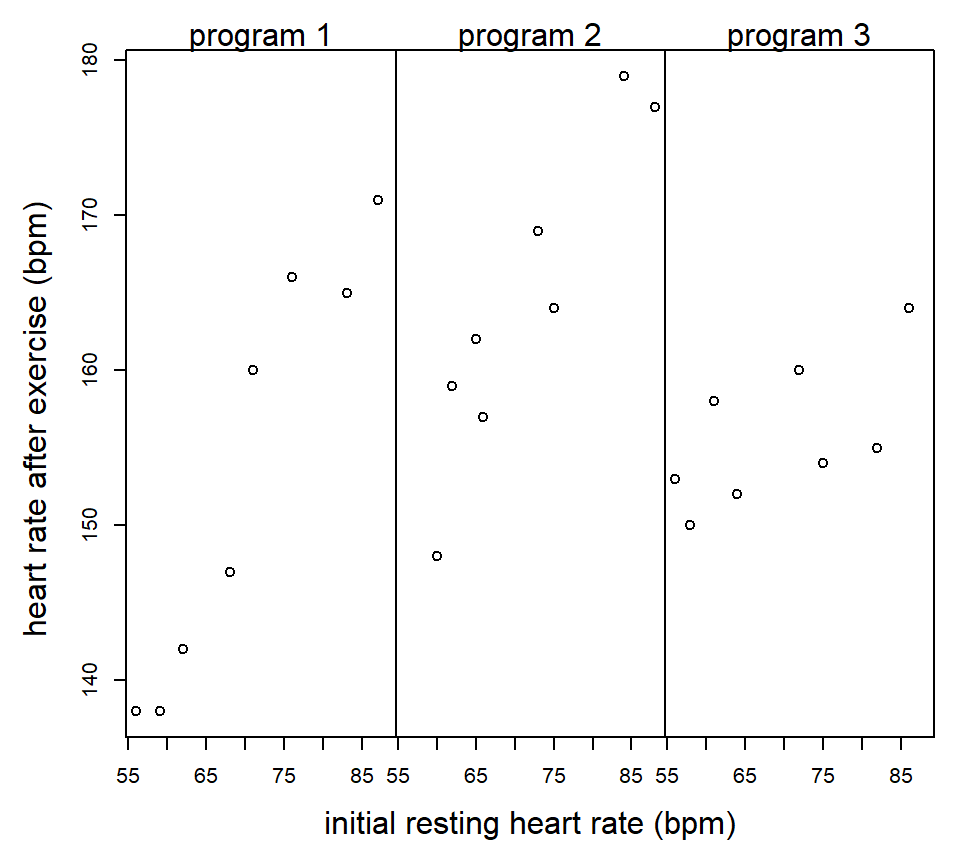 program 1 program 2 program 3
180
170
160
150
140
heart rate after exercise (bpm)
55 65 75 85 55 65 75 85 55 65 75 85
initial resting heart rate (bpm)